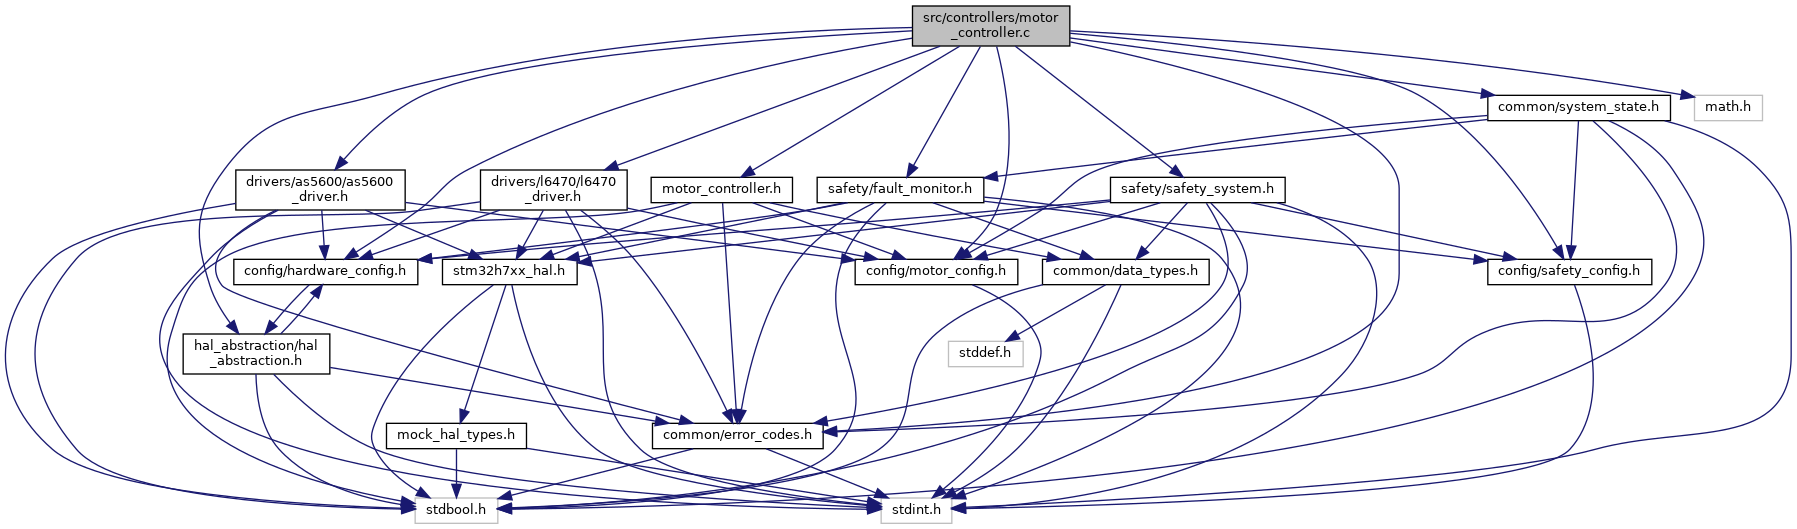 src/controllers/motor
_controller.c
common/system_state.h
math.h
drivers/as5600/as5600
_driver.h
drivers/l6470/l6470
_driver.h
motor_controller.h
safety/fault_monitor.h
safety/safety_system.h
config/hardware_config.h
stm32h7xx_hal.h
config/motor_config.h
common/data_types.h
config/safety_config.h
hal_abstraction/hal
_abstraction.h
stddef.h
mock_hal_types.h
common/error_codes.h
stdbool.h
stdint.h